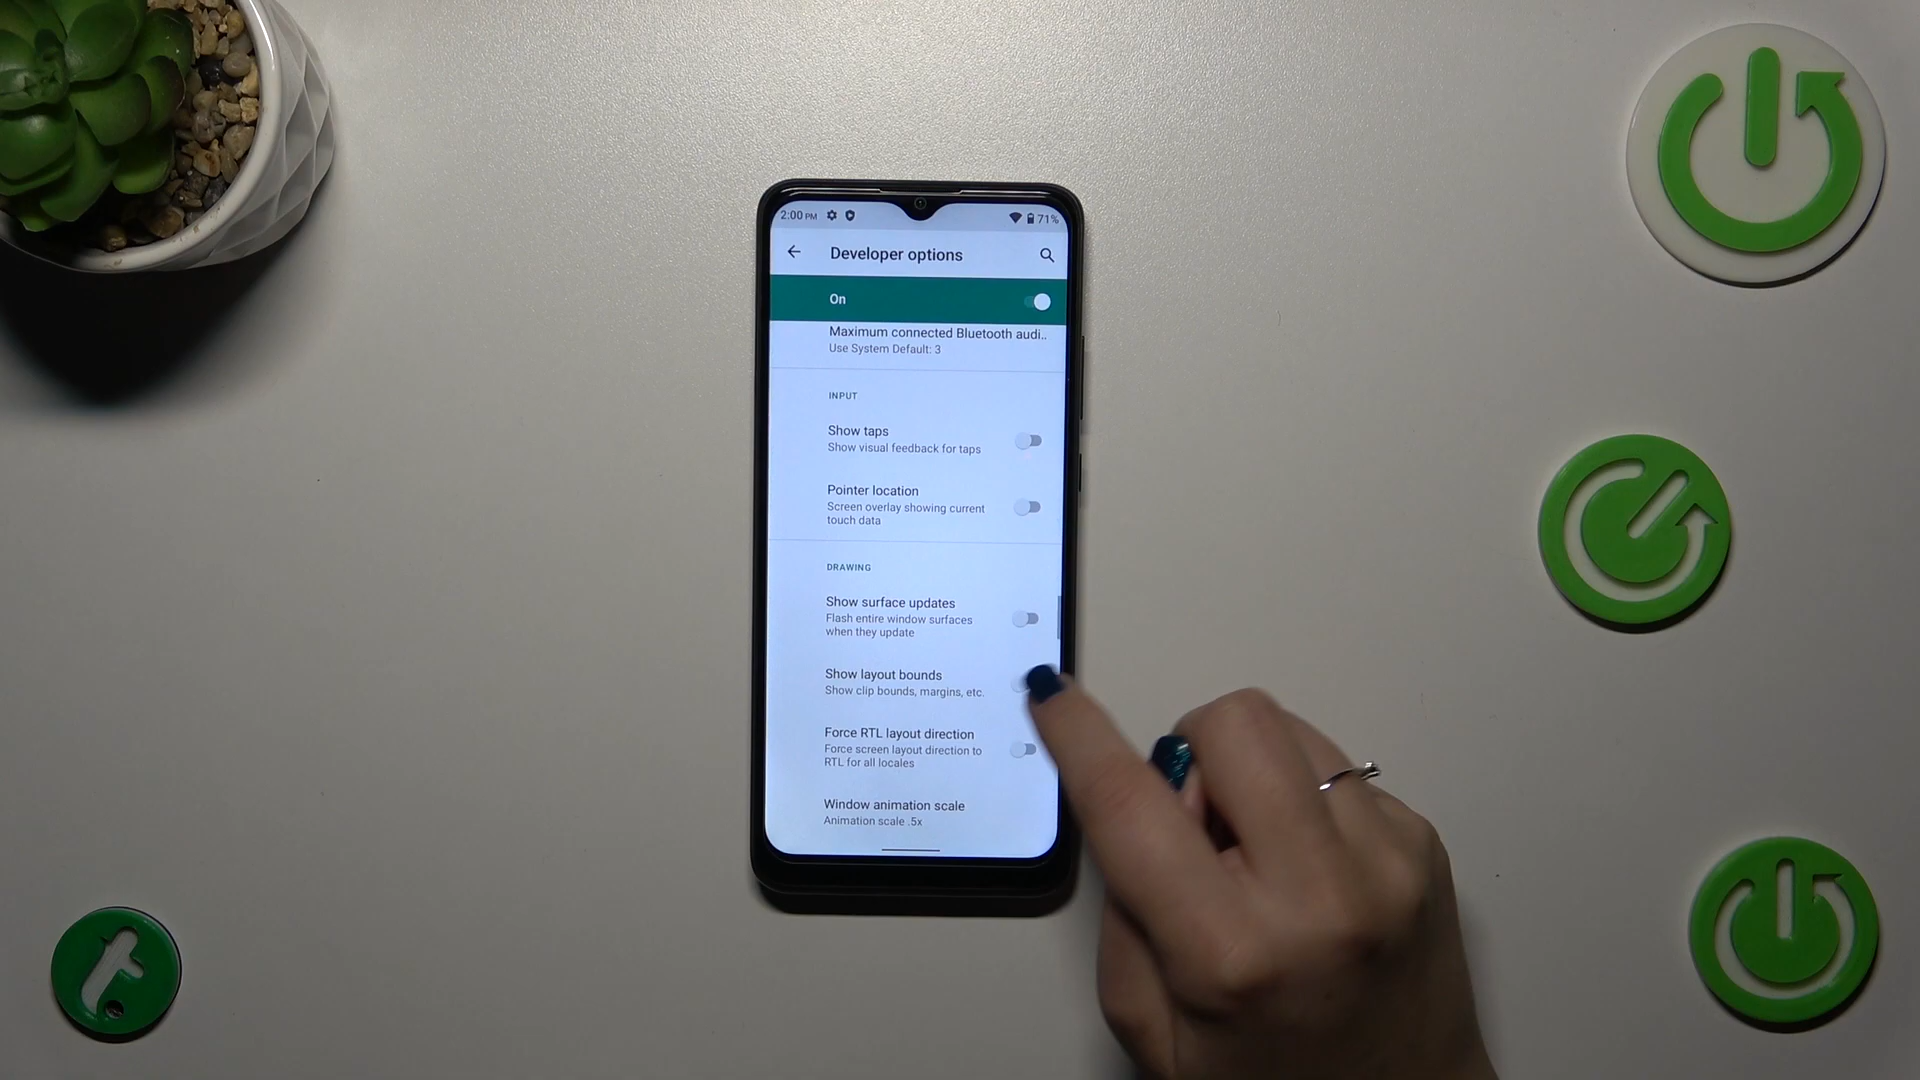 2:00 PM
71%
Developer options
On
Maximum connected Bluetooth audi..
Use System Default: 3
INPUT
Show taps
Show visual feedback for taps
Pointer location
Screen overlay showing current
touch data
DRAWING
Show surface updates
Flash entire window surfaces
when they update
Show layout bounds
Show clip bounds, margins, etc.
Force RTL layout direction
Force screen layout direction to
RTL for all locales
Window animation scale
Animation scale .5x